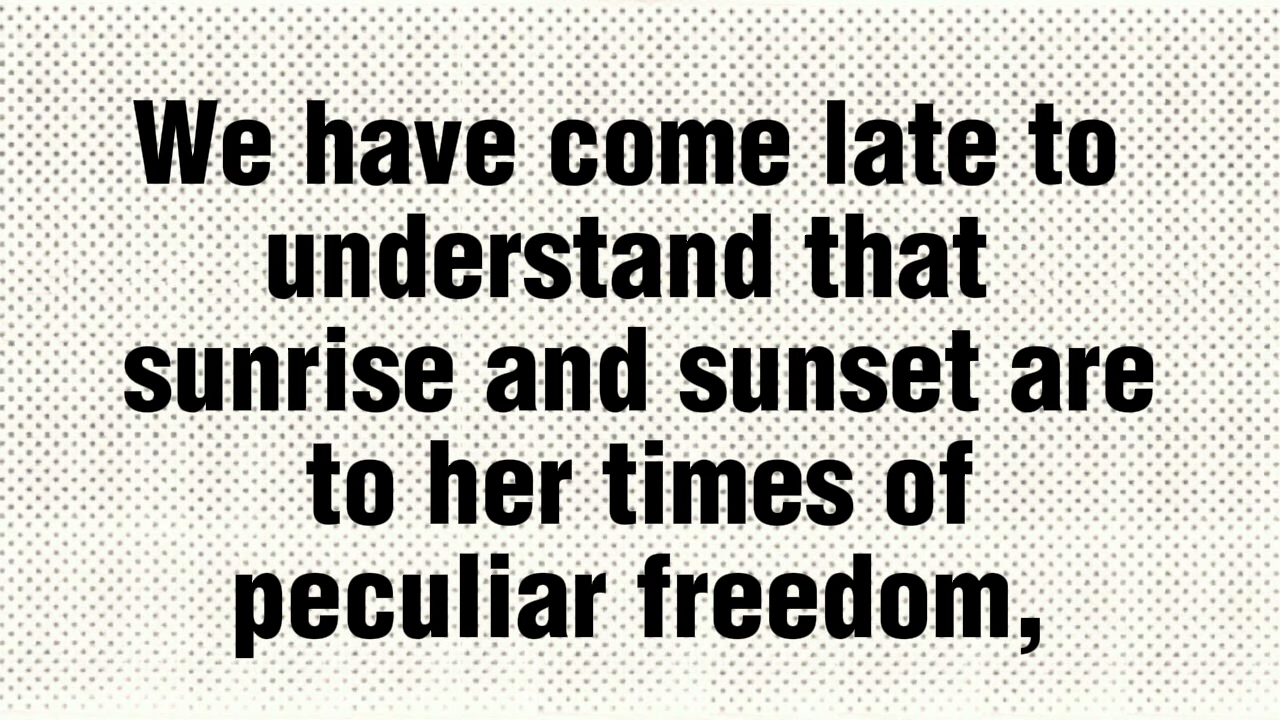 We have come late to
understand that
sunrise and sunset are
to her times of
peculiar freedom,